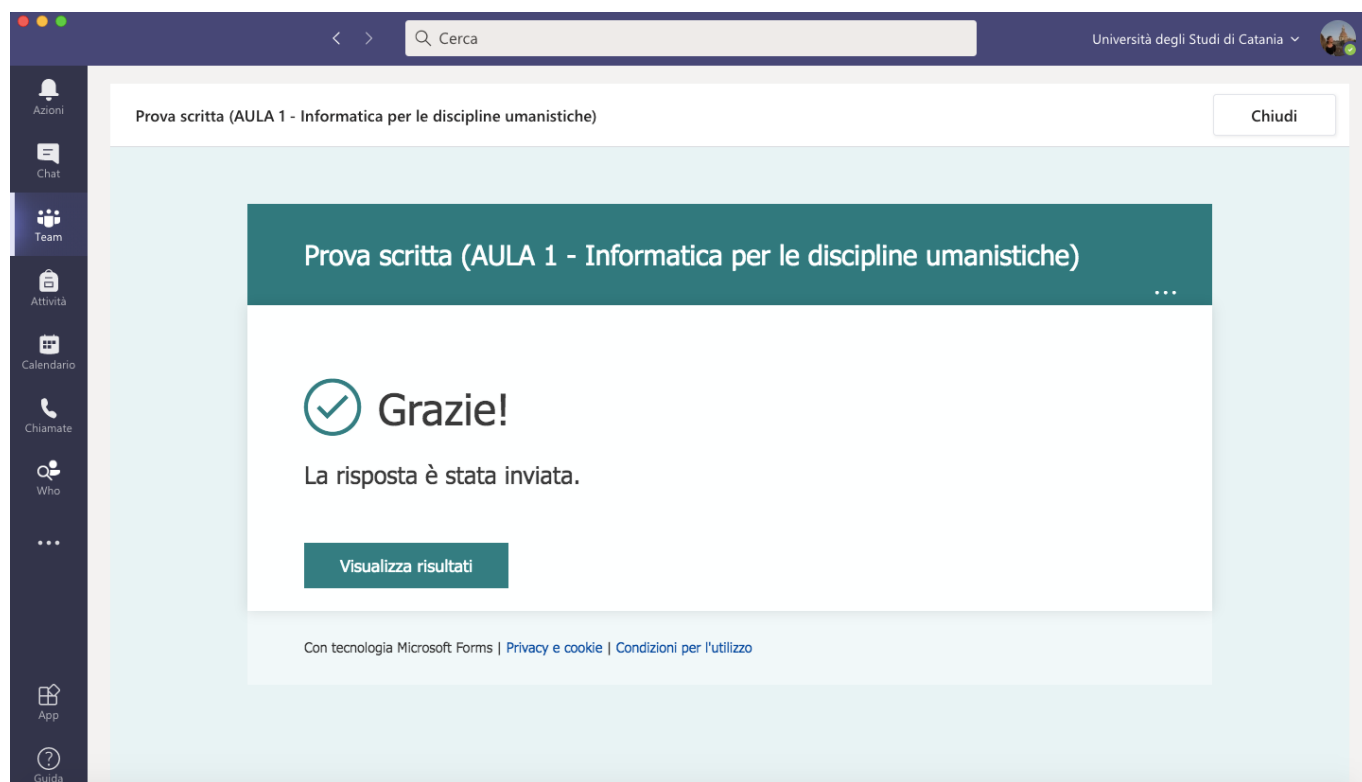 Cerca
Università degli Studi di Catania
Azioni
Chat
Team
Attività
Calendario
Chiamate
Who
App
Guida
Prova scritta (AULA 1 - Informatica per le discipline umanistiche)
Chiudi
Prova scritta (AULA 1 - Informatica per le discipline umanistiche)
...
Grazie!
La risposta è stata inviata.
Visualizza risultati
Con tecnologia Microsoft Forms | Privacy e cookie | Condizioni per l'utilizzo